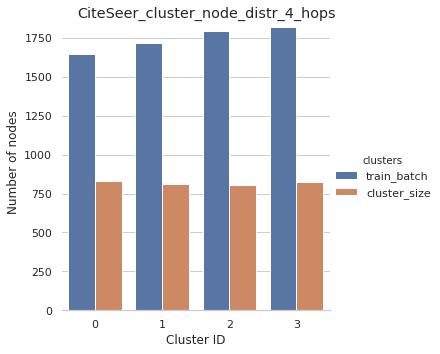 CiteSeer_cluster_node_distr_4_hops
1750
1500
1250
1000
750
500
250
0
Number of nodes
0 1 2 3
Cluster ID
clusters
train_batch
cluster_size